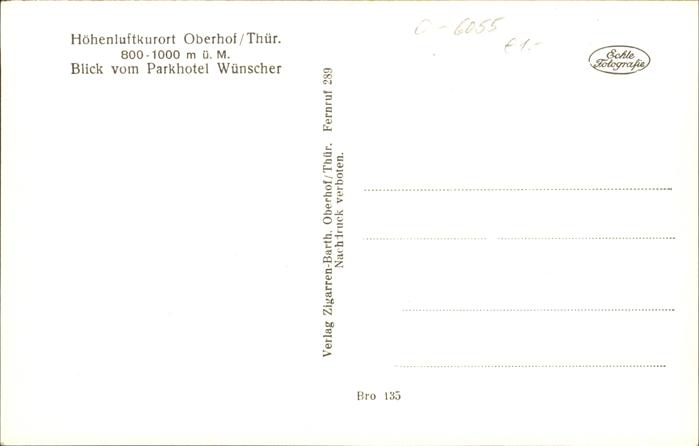 Höhenluftkurort Oberhof/Thür.
800-1000 m ü. M.
Blick vom Parkhotel Wünscher
O - 6055
€ 1.-
Echte
Fotografie
Verlag Zigarren-Barth. Oberhof/Thür. Fernruf 289
Nachdruck verboten.
Bro 135